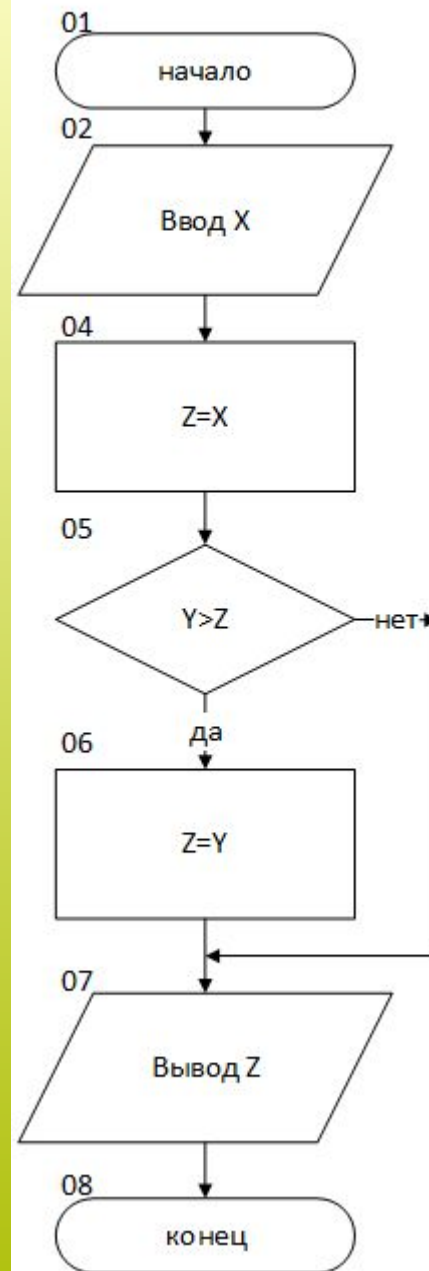 01
начало
02
Ввод X
04
Z=X
05
Y>Z
нет
да
06
Z=Y
07
Вывод Z
08
конец